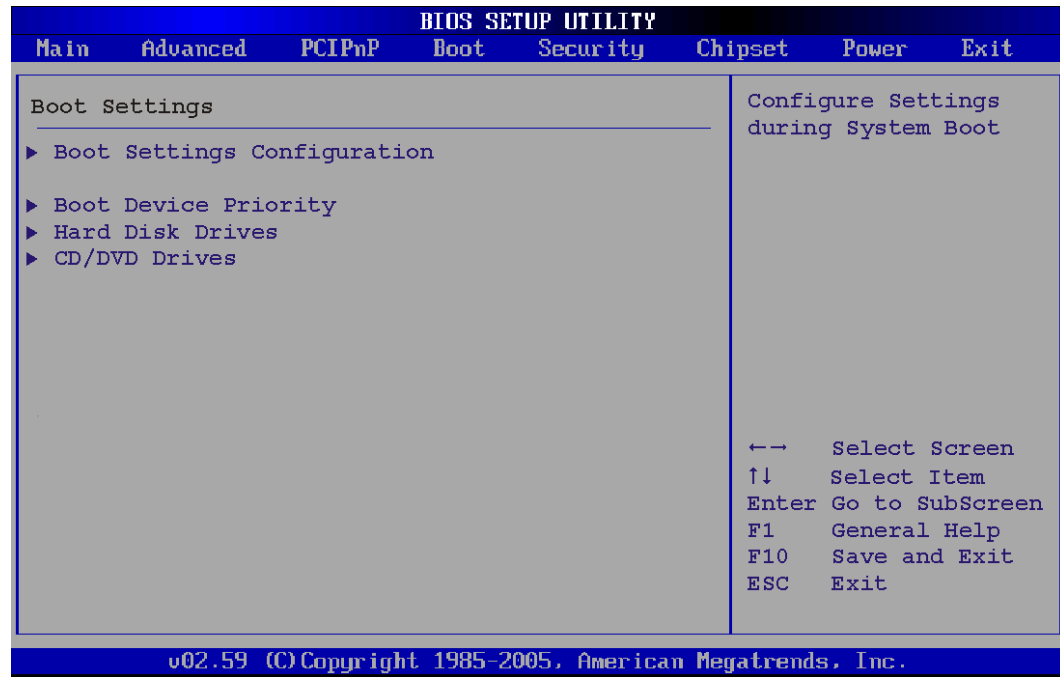 BIOS SETUP UTILITY
Main Advanced PCIPnP Boot Security Chipset Power Exit
Boot Settings
▶ Boot Settings Configuration
▶ Boot Device Priority
▶ Hard Disk Drives
▶ CD/DVD Drives
Configure Settings
during System Boot
←→ Select Screen
↑↓ Select Item
Enter Go to SubScreen
F1 General Help
F10 Save and Exit
ESC Exit
v02.59 (C)Copyright 1985-2005, American Megatrends, Inc.